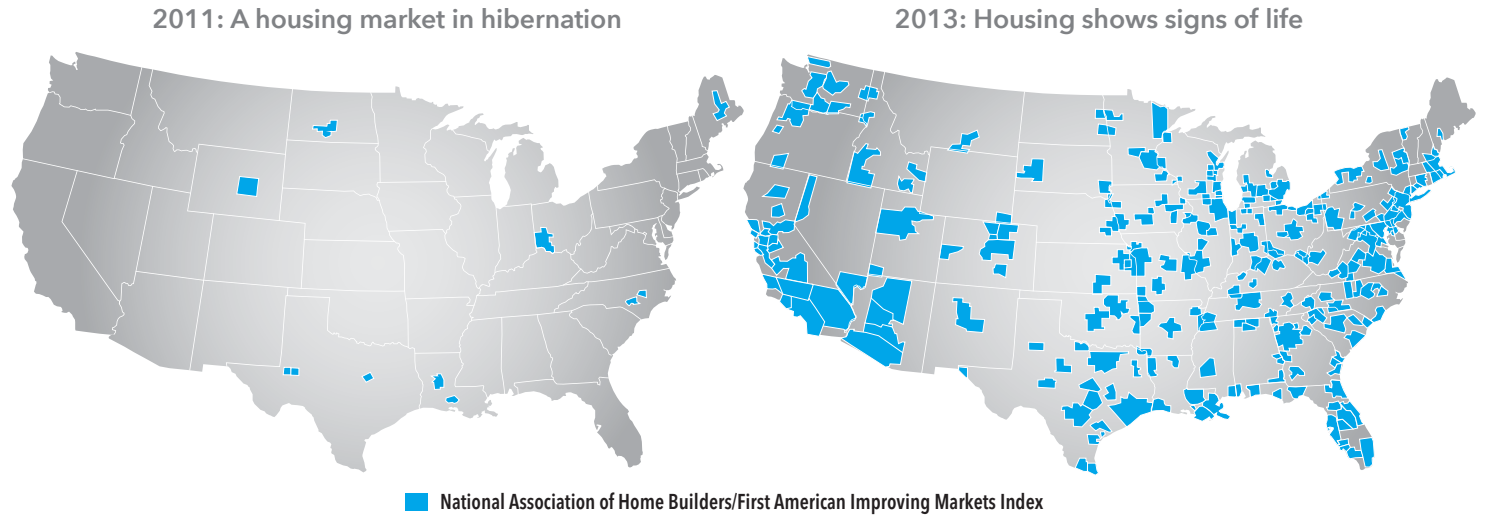 2011: A housing market in hibernation
2013: Housing shows signs of life
National Association of Home Builders/First American Improving Markets Index